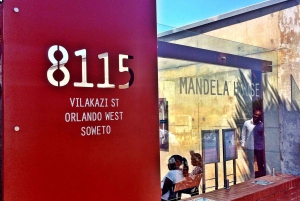 8115
VILAKAZI ST
ORLANDO WEST
SOWETO
MANDELA HOUSE